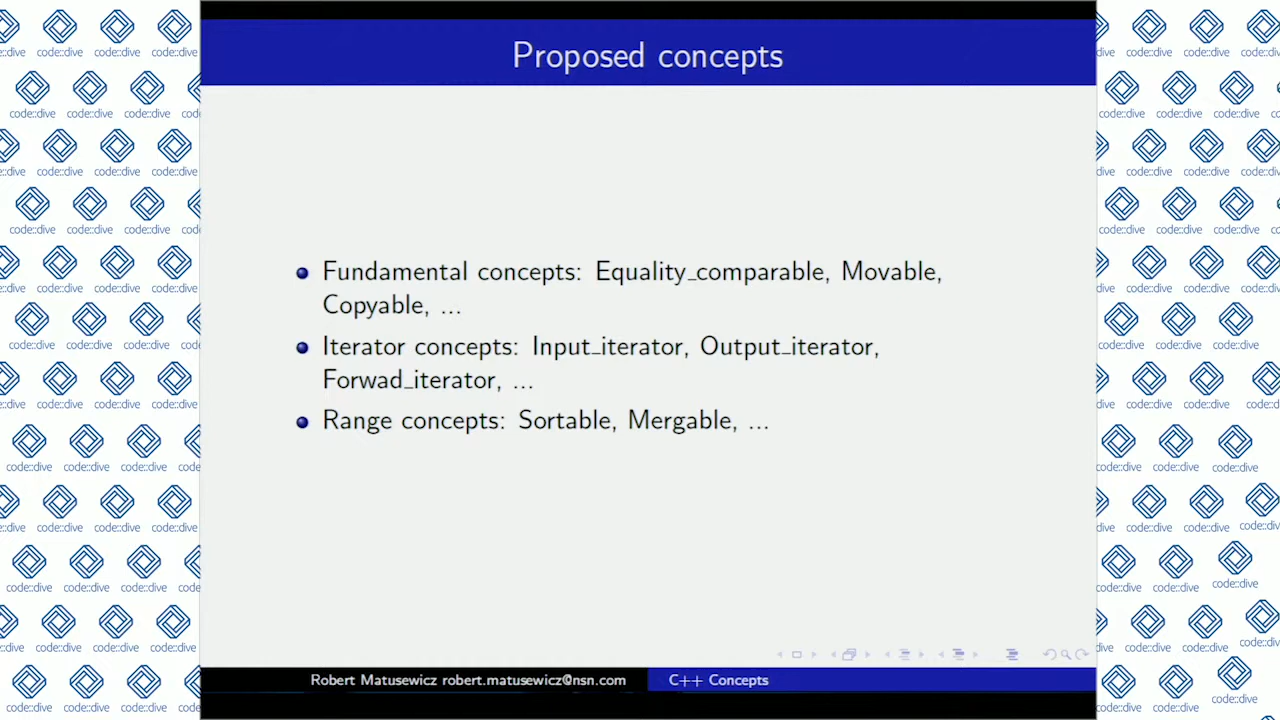 Proposed concepts
Fundamental concepts: Equality_comparable, Movable,
Copyable, ...
Iterator concepts: Input_iterator, Output_iterator,
Forwad_iterator, ...
Range concepts: Sortable, Mergable, ...
Robert Matusewicz robert.matusewicz@nsn.com
C++ Concepts
code::dive